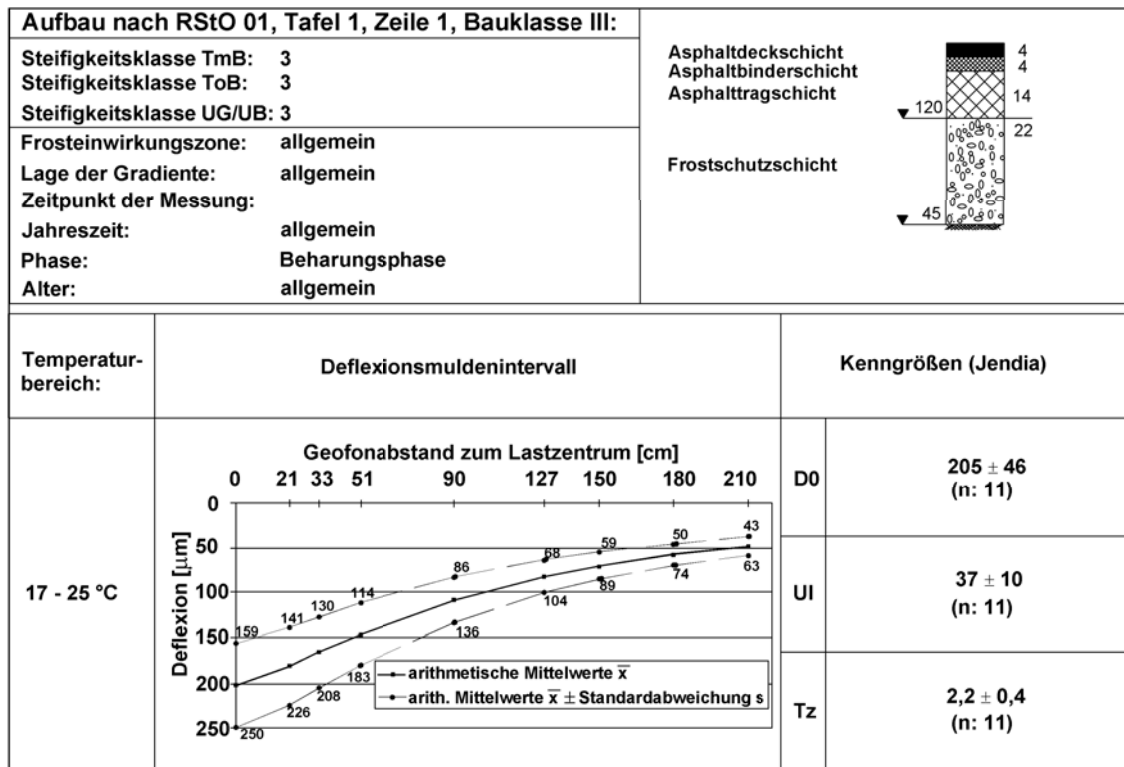 Aufbau nach RStO 01, Tafel 1, Zeile 1, Bauklasse III:
Steifigkeitsklasse TmB: 3
Steifigkeitsklasse ToB: 3
Steifigkeitsklasse UG/UB: 3
Frosteinwirkungszone: allgemein
Lage der Gradiente: allgemein
Zeitpunkt der Messung:
Jahreszeit: allgemein
Phase: Beharungsphase
Alter: allgemein
Asphaltdeckschicht 4
Asphaltbinderschicht 4
Asphalttragschicht 14
120 22
Frostschutzschicht
45
Temperatur-
bereich:
Deflexionsmuldenintervall
Kenngrößen (Jendia)
17 - 25 °C
Geofonabstand zum Lastzentrum [cm]
0 21 33 51 90 127 150 180 210
Deflexion [µm]
0
50
100
150
200
250
159 141 130 114 86 68 59 50 43
250 226 208 183 136 104 89 74 63
arithmetische Mittelwerte x̅
arith. Mittelwerte x̅ ± Standardabweichung s
D0 205 ± 46
(n: 11)
UI 37 ± 10
(n: 11)
Tz 2,2 ± 0,4
(n: 11)